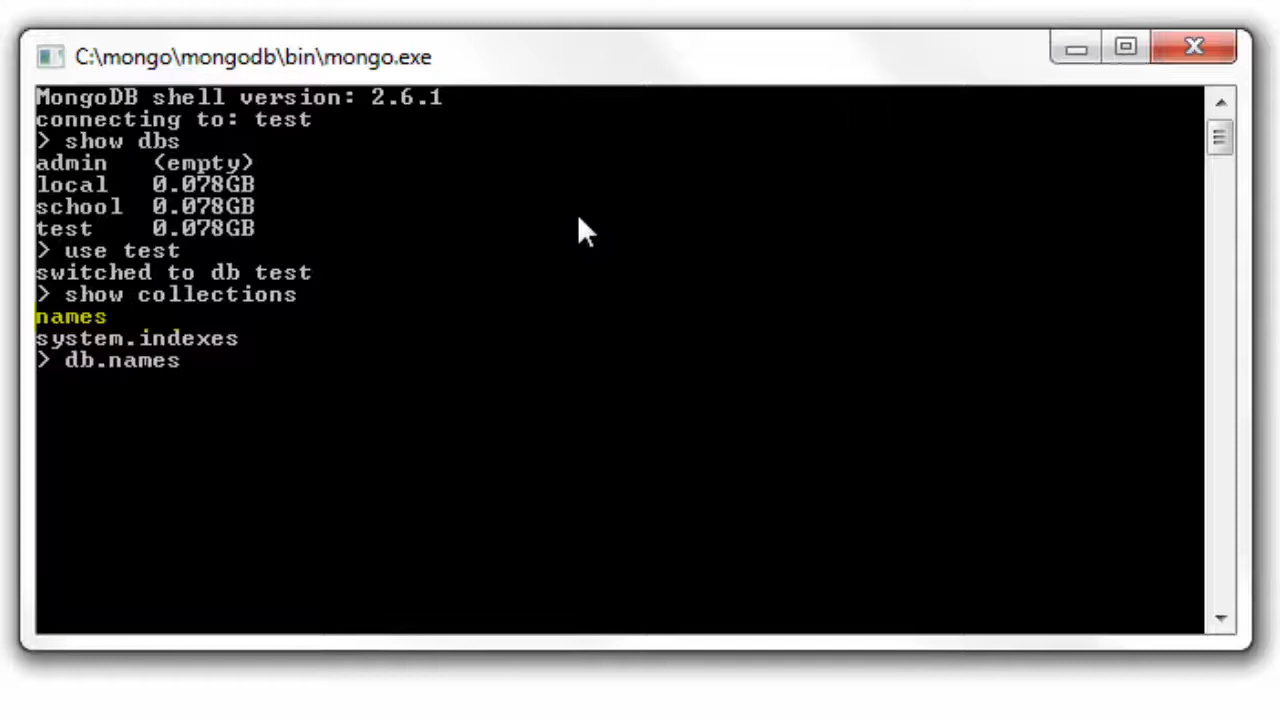 C:\mongo\mongodb\bin\mongo.exe
MongoDB shell version: 2.6.1
connecting to: test
> show dbs
admin   (empty)
local   0.078GB
school  0.078GB
test    0.078GB
> use test
switched to db test
> show collections
names
system.indexes
> db.names